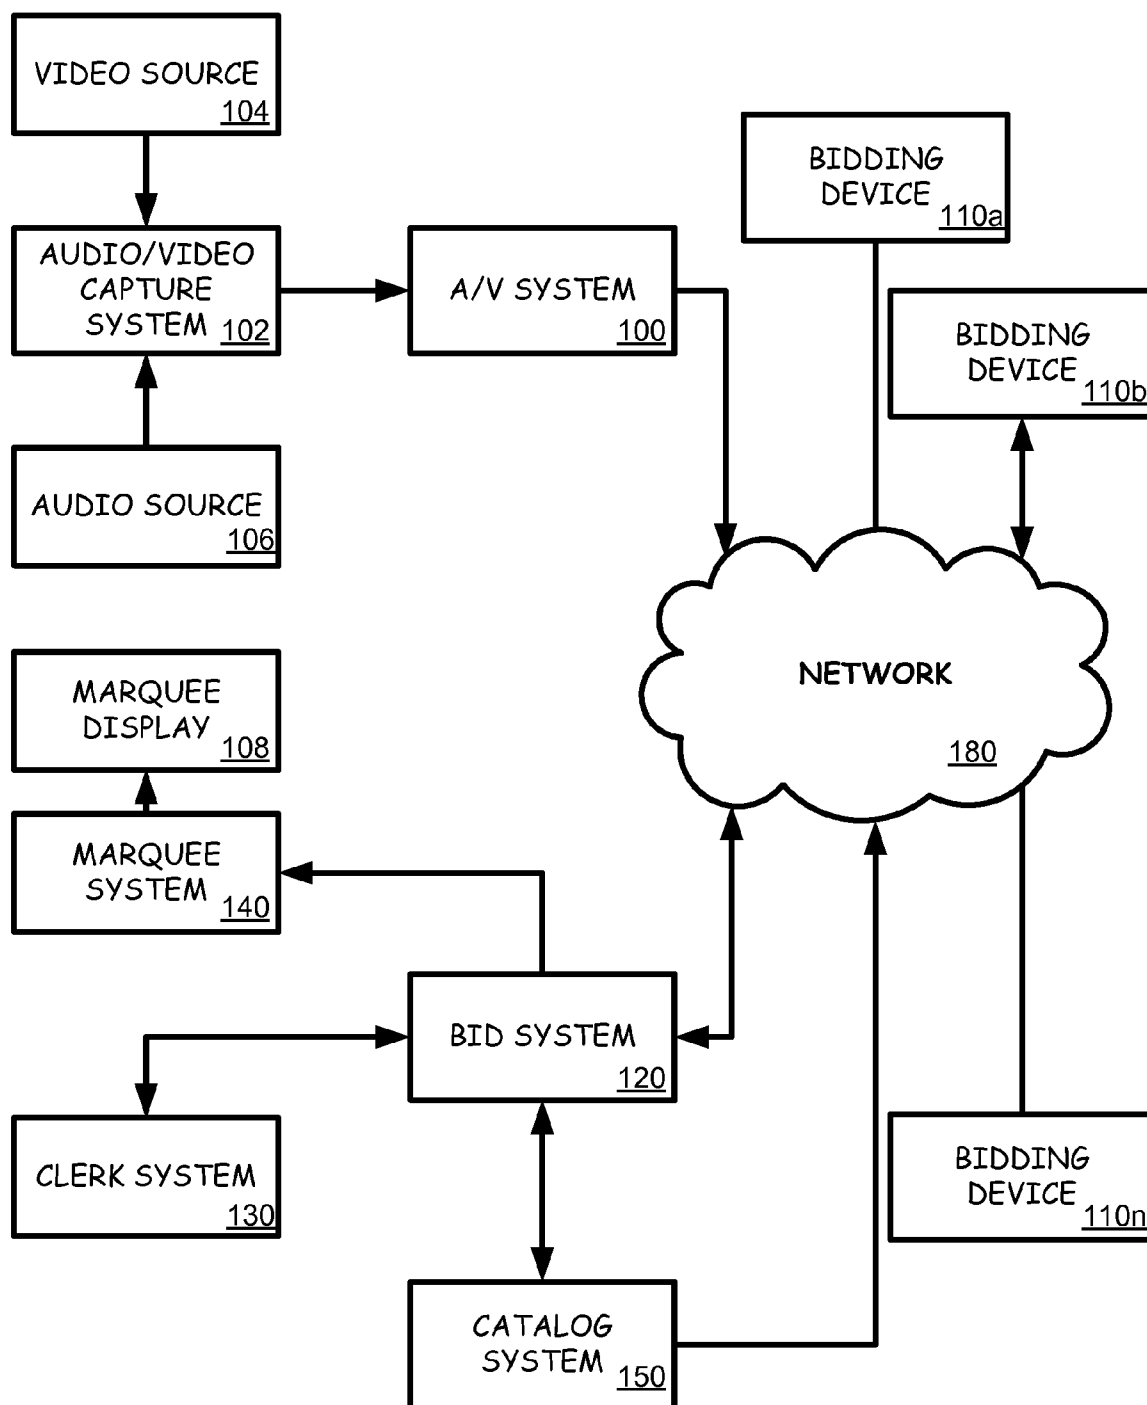 VIDEO SOURCE
104
AUDIO/VIDEO
CAPTURE
SYSTEM
102
A/V SYSTEM
100
AUDIO SOURCE
106
BIDDING
DEVICE
110a
BIDDING
DEVICE
110b
NETWORK
180
MARQUEE
DISPLAY
108
MARQUEE
SYSTEM
140
BID SYSTEM
120
CLERK SYSTEM
130
CATALOG
SYSTEM
150
BIDDING
DEVICE
110n